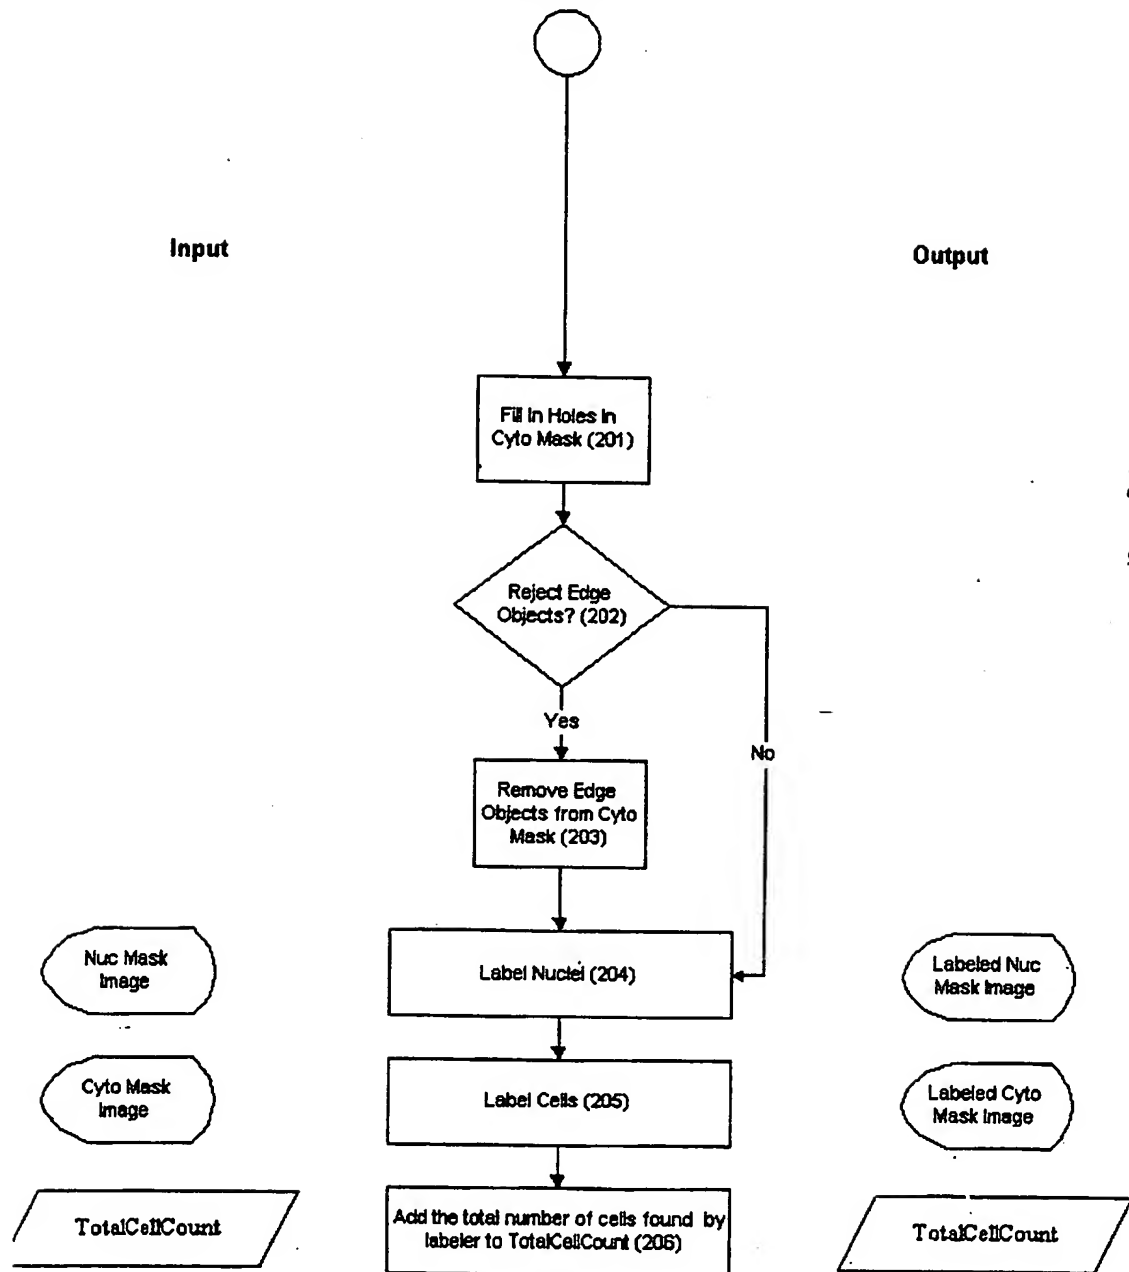 Input
Output
Fill In Holes In
Cyto Mask (201)
Reject Edge
Objects? (202)
Yes
No
Remove Edge
Objects from Cyto
Mask (203)
Nuc Mask
Image
Label Nuclei (204)
Labeled Nuc
Mask Image
Cyto Mask
Image
Label Cells (205)
Labeled Cyto
Mask Image
TotalCellCount
Add the total number of cells found by
labeler to TotalCellCount (206)
TotalCellCount